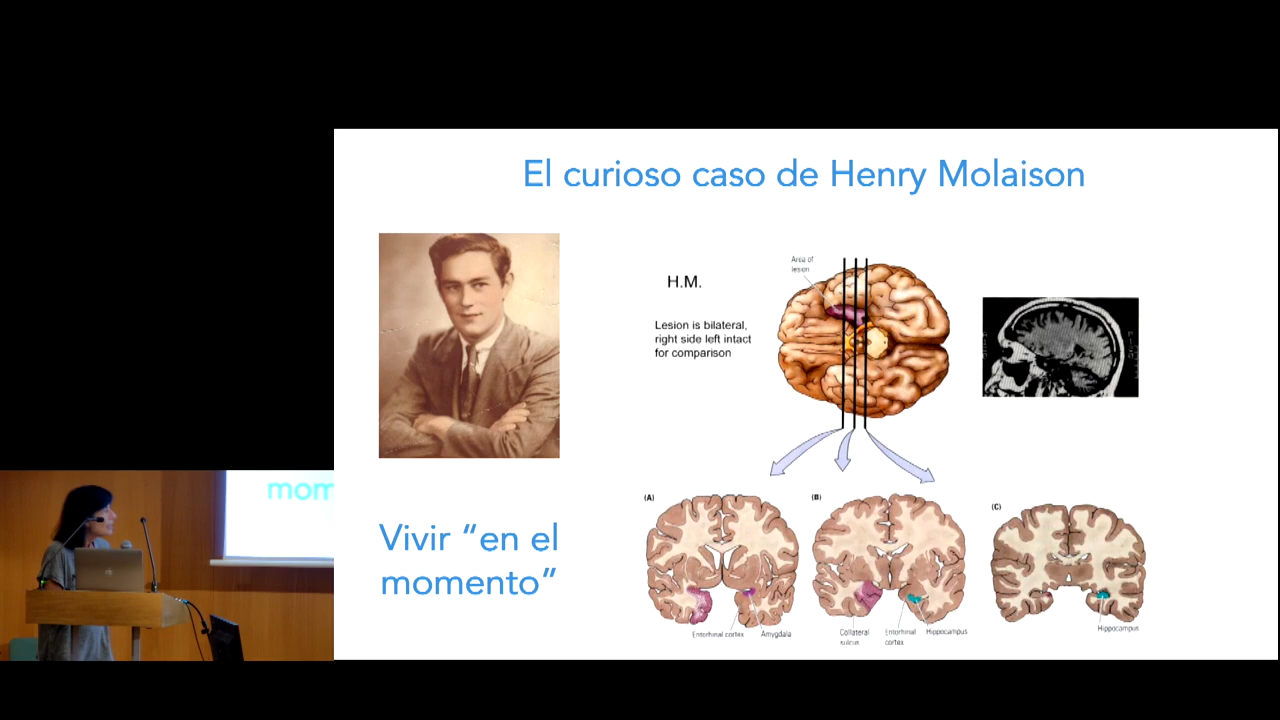 El curioso caso de Henry Molaison
Area of
lesion
H.M.
Lesion is bilateral,
right side left intact
for comparison
Vivir “en el
momento”
(A)
(B)
(C)
Entorhinal cortex
Amygdala
Collateral
sulcus
Entorhinal
cortex
Hippocampus
Hippocampus
mom